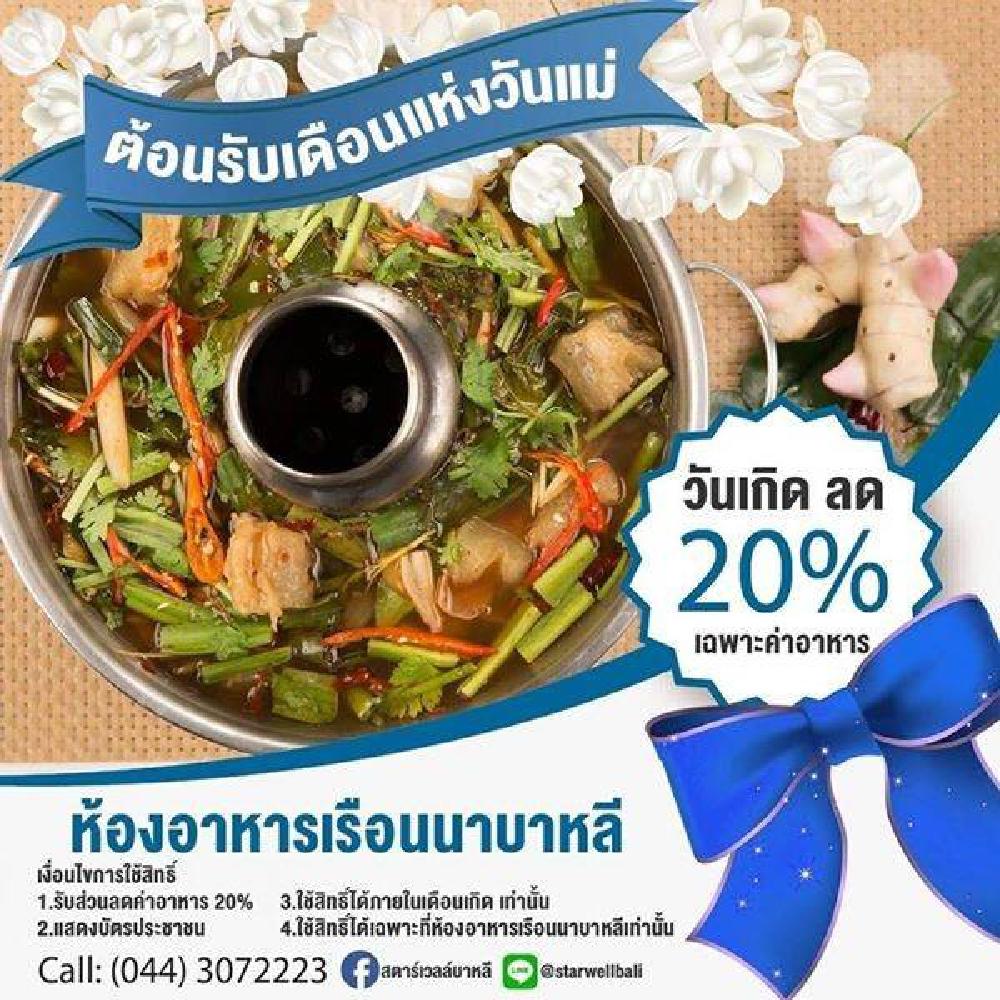 ต้อนรับเดือนแห่งวันแม่
วันเกิด ลด
20%
เฉพาะค่าอาหาร
ห้องอาหารเรือนนาบาหลี
เงื่อนไขการใช้สิทธิ์
1.รับส่วนลดค่าอาหาร 20% 3.ใช้สิทธิ์ได้ภายในเดือนเกิด เท่านั้น
2.แสดงบัตรประชาชน 4.ใช้สิทธิ์ได้เฉพาะที่ห้องอาหารเรือนนาบาหลีเท่านั้น
Call: (044) 3072223 f สตาร์เวลล์บาหลี LINE @starwellbali